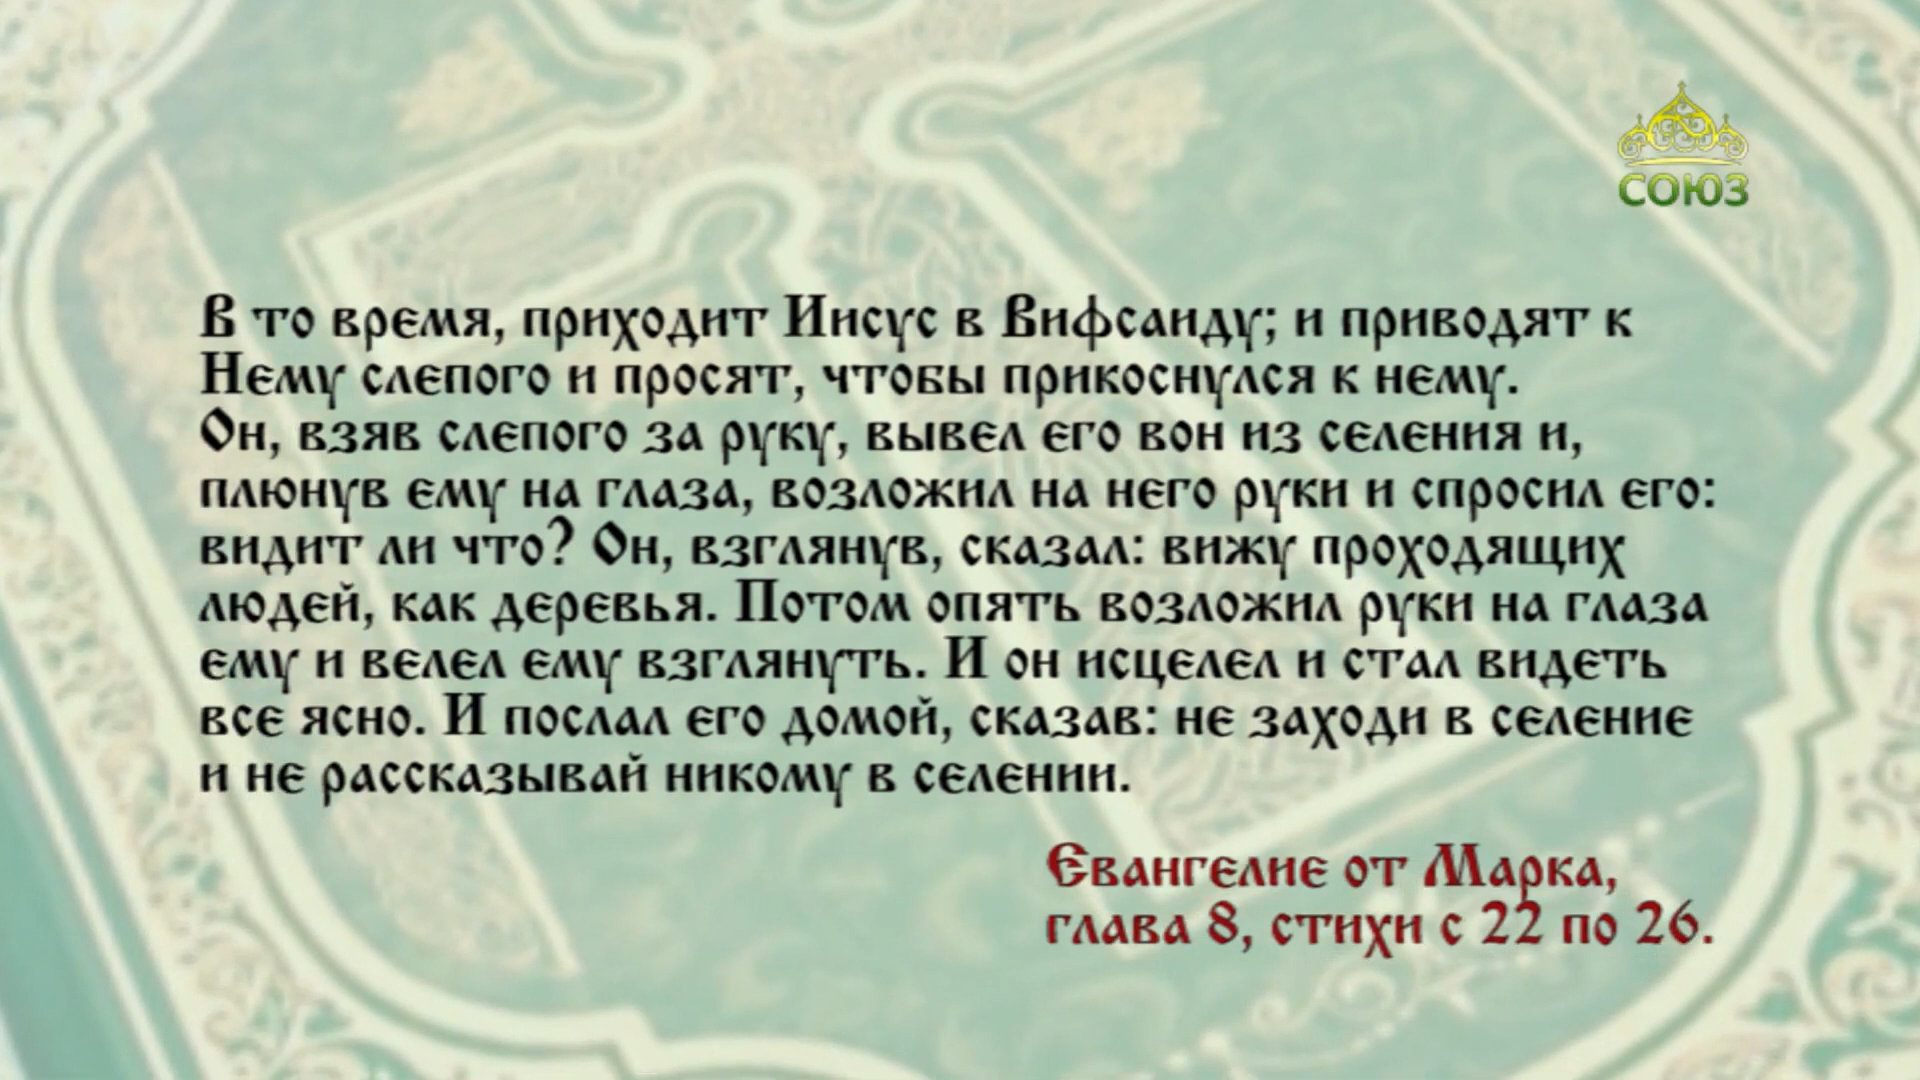 СОЮЗ
В то время, приходит Иисус в Вифсаиду; и приводят к
Нему слепого и просят, чтобы прикоснулся к нему.
Он, взяв слепого за руку, вывел его вон из селения и,
плюнув ему на глаза, возложил на него руки и спросил его:
видит ли что? Он, взглянув, сказал: вижу проходящих
людей, как деревья. Потом опять возложил руки на глаза
ему и велел ему взглянуть. И он исцелел и стал видеть
все ясно. И послал его домой, сказав: не заходи в селение
и не рассказывай никому в селении.
Евангелие от Марка,
глава 8, стихи с 22 по 26.